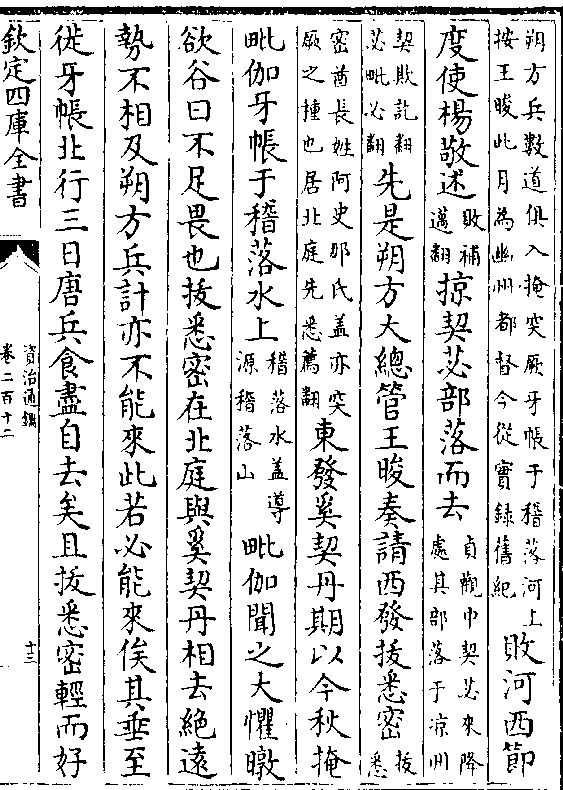 朔方兵數道俱入掩突厥牙帳于稽落河上
按王晙此月為幽州都督今從實錄舊紀
敗河西節
度使楊敬述
敗補
邁翻
掠契苾部落而去
貞觀中契苾來降
處其部落于涼州
契欺訖翻
苾毗必翻
先是朔方大總管王晙奏請西發拔悉密
拔
悉
密酋長姓阿史那氏盖亦突
厥之種也居北庭先悉薦翻
東發奚契丹期以今秋掩
毗伽牙帳于稽落水上
稽落水盖導
源稽落山
毗伽聞之大懼暾
欲谷曰不足畏也拔悉密在北庭與奚契丹相去絶遠
勢不相及朔方兵計亦不能來此若必能來俟其垂至
徙牙帳北行三日唐兵食盡自去矣且拔悉密輕而好
欽定四庫全書
資治通鑑
卷二百十二
十三